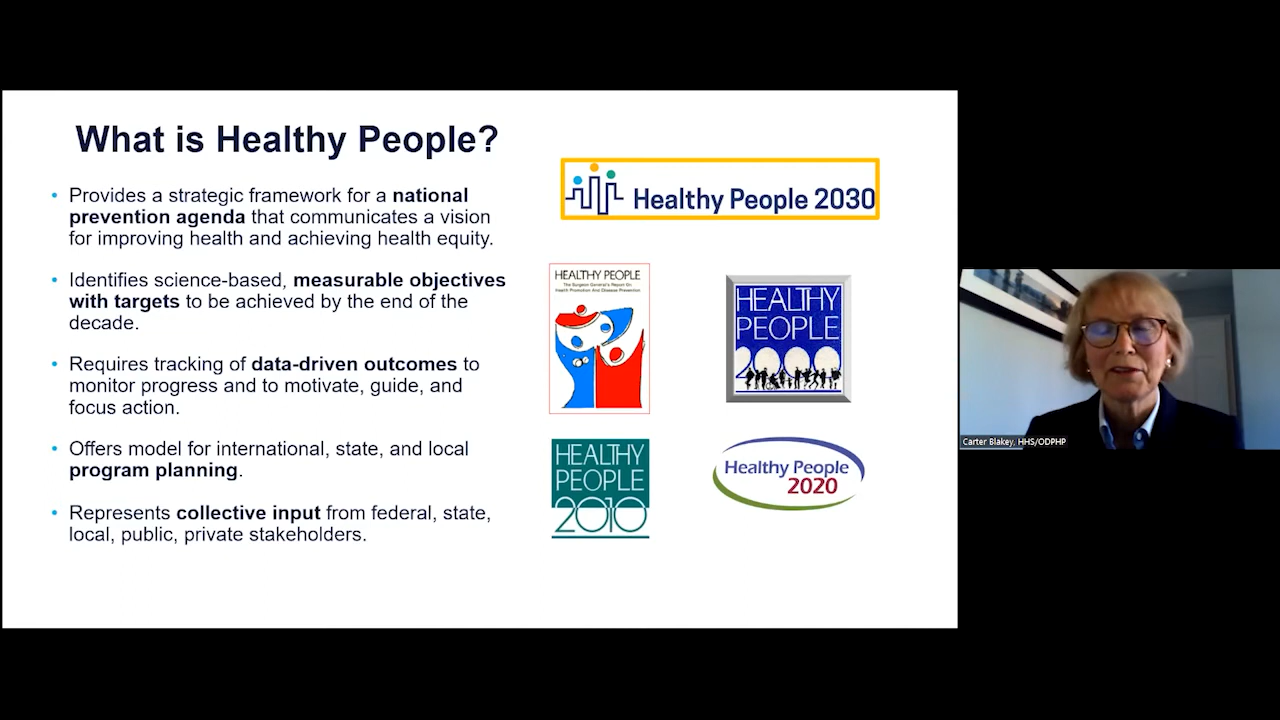 What is Healthy People?
• Provides a strategic framework for a national
prevention agenda that communicates a vision
for improving health and achieving health equity.
• Identifies science-based, measurable objectives
with targets to be achieved by the end of the
decade.
• Requires tracking of data-driven outcomes to
monitor progress and to motivate, guide, and
focus action.
• Offers model for international, state, and local
program planning.
• Represents collective input from federal, state,
local, public, private stakeholders.
Healthy People 2030
HEALTHY PEOPLE
The Surgeon General's Report On
Health Promotion And Disease Prevention
HEALTHY
PEOPLE
2000
HEALTHY
PEOPLE
2010
Healthy People
2020
Carter Blakey, HHS/ODPHP